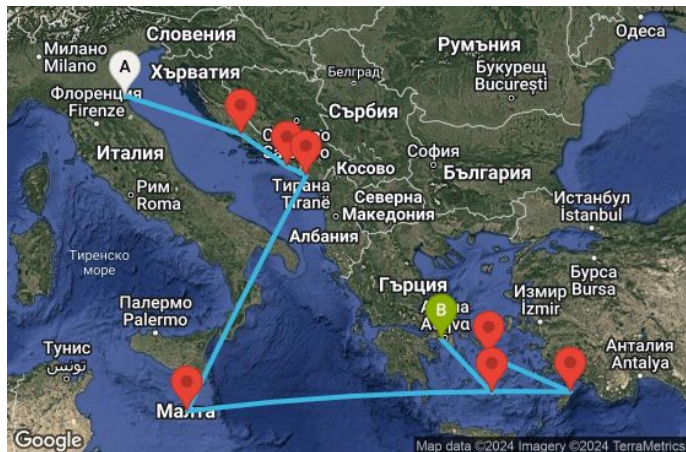 Словения
Милано
Milano
Одеса
Румъния
Хърватия
Белград
Букурещ
București
A
Флоренция
Firenze
Сърбия
Италия
Косово
София
България
Рим
Roma
Тирана
Tiranë
Северна
Македония
Истанбул
İstanbul
Албания
Тиренско
море
Бурса
Bursa
Гърция
Измир
İzmir
B
Палермо
Palermo
Анталия
Antalya
Тунис
تونس
Малта
Google
Map data ©2024 Imagery ©2024 TerraMetrics